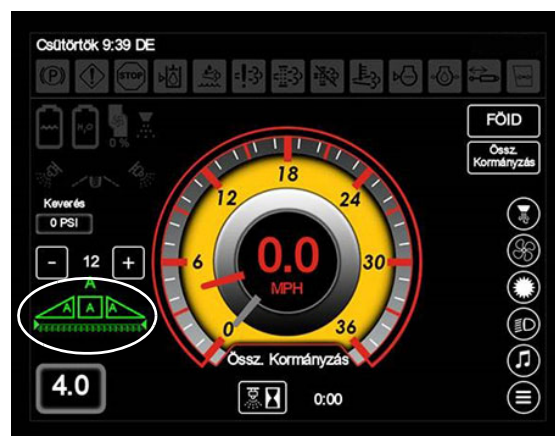 Csütörtök 9:39 DE
(P)
STOP
H₂O
0 %
FÖID
Össz.
Kormányzás
Keverés
0 PSI
- 12 +
A
A A A
4.0
0
6
12
18
24
30
36
0.0
MPH
Össz. Kormányzás
0:00